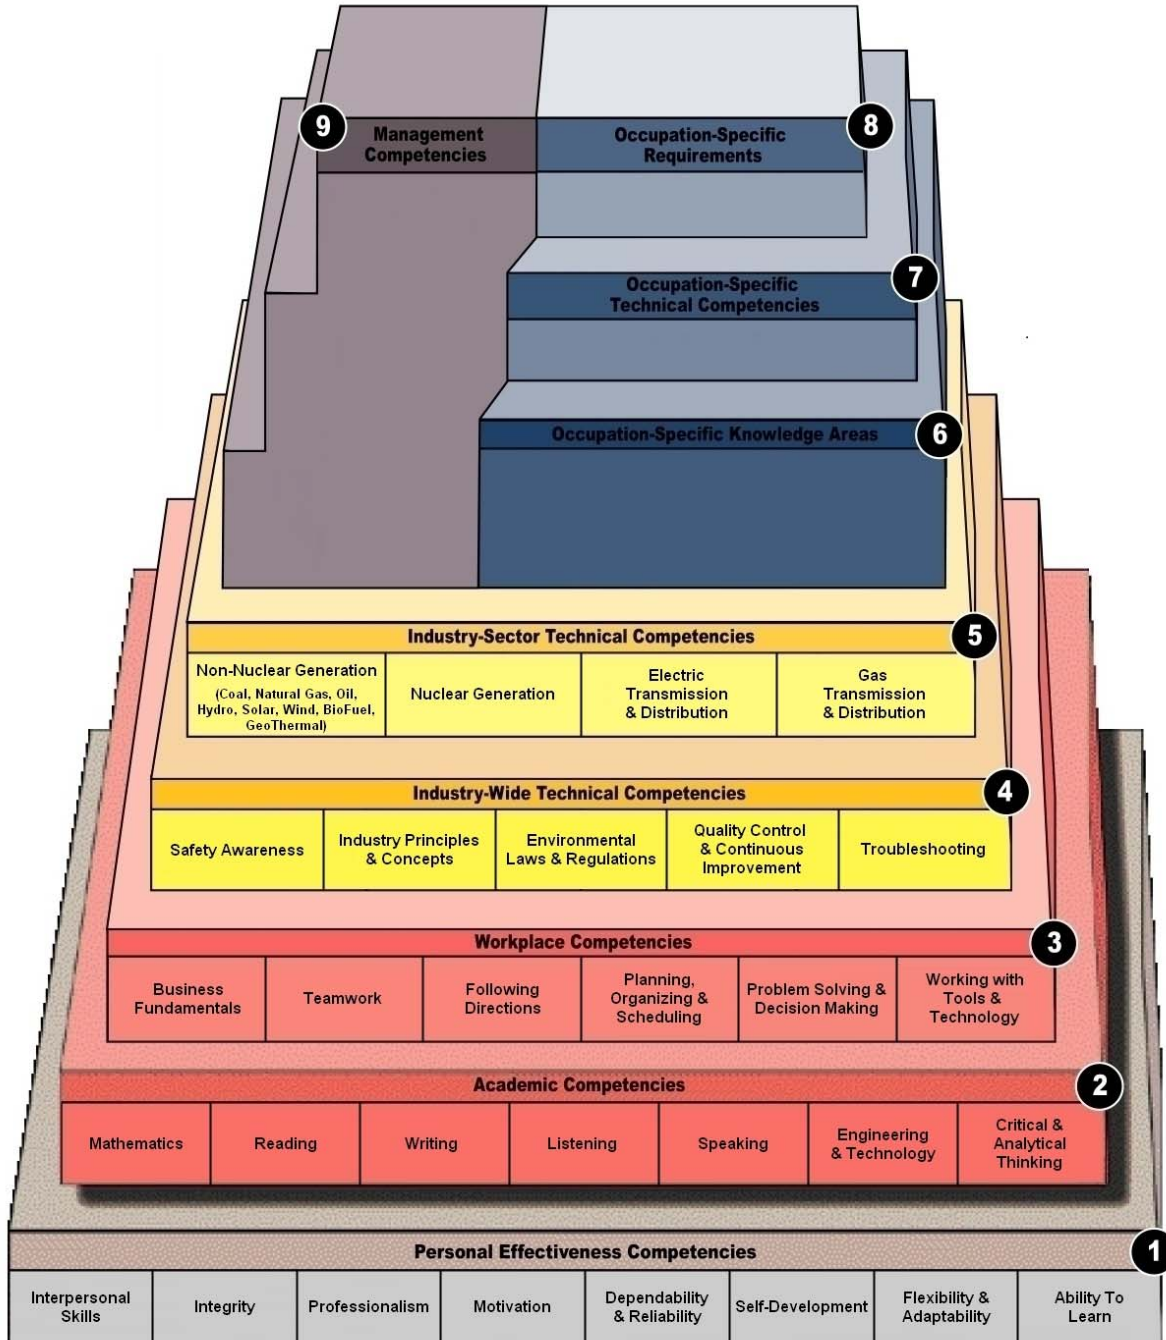 9
Management
Competencies
Occupation-Specific
Requirements
8
Occupation-Specific
Technical Competencies
7
Occupation-Specific Knowledge Areas
6
Industry-Sector Technical Competencies
5
Non-Nuclear Generation
(Coal, Natural Gas, Oil,
Hydro, Solar, Wind, BioFuel,
GeoThermal)
Nuclear Generation
Electric
Transmission
& Distribution
Gas
Transmission
& Distribution
Industry-Wide Technical Competencies
4
Safety Awareness
Industry Principles
& Concepts
Environmental
Laws & Regulations
Quality Control
& Continuous
Improvement
Troubleshooting
Workplace Competencies
3
Business
Fundamentals
Teamwork
Following
Directions
Planning,
Organizing &
Scheduling
Problem Solving &
Decision Making
Working with
Tools &
Technology
Academic Competencies
2
Mathematics
Reading
Writing
Listening
Speaking
Engineering
& Technology
Critical &
Analytical
Thinking
Personal Effectiveness Competencies
1
Interpersonal
Skills
Integrity
Professionalism
Motivation
Dependability
& Reliability
Self-Development
Flexibility &
Adaptability
Ability To
Learn